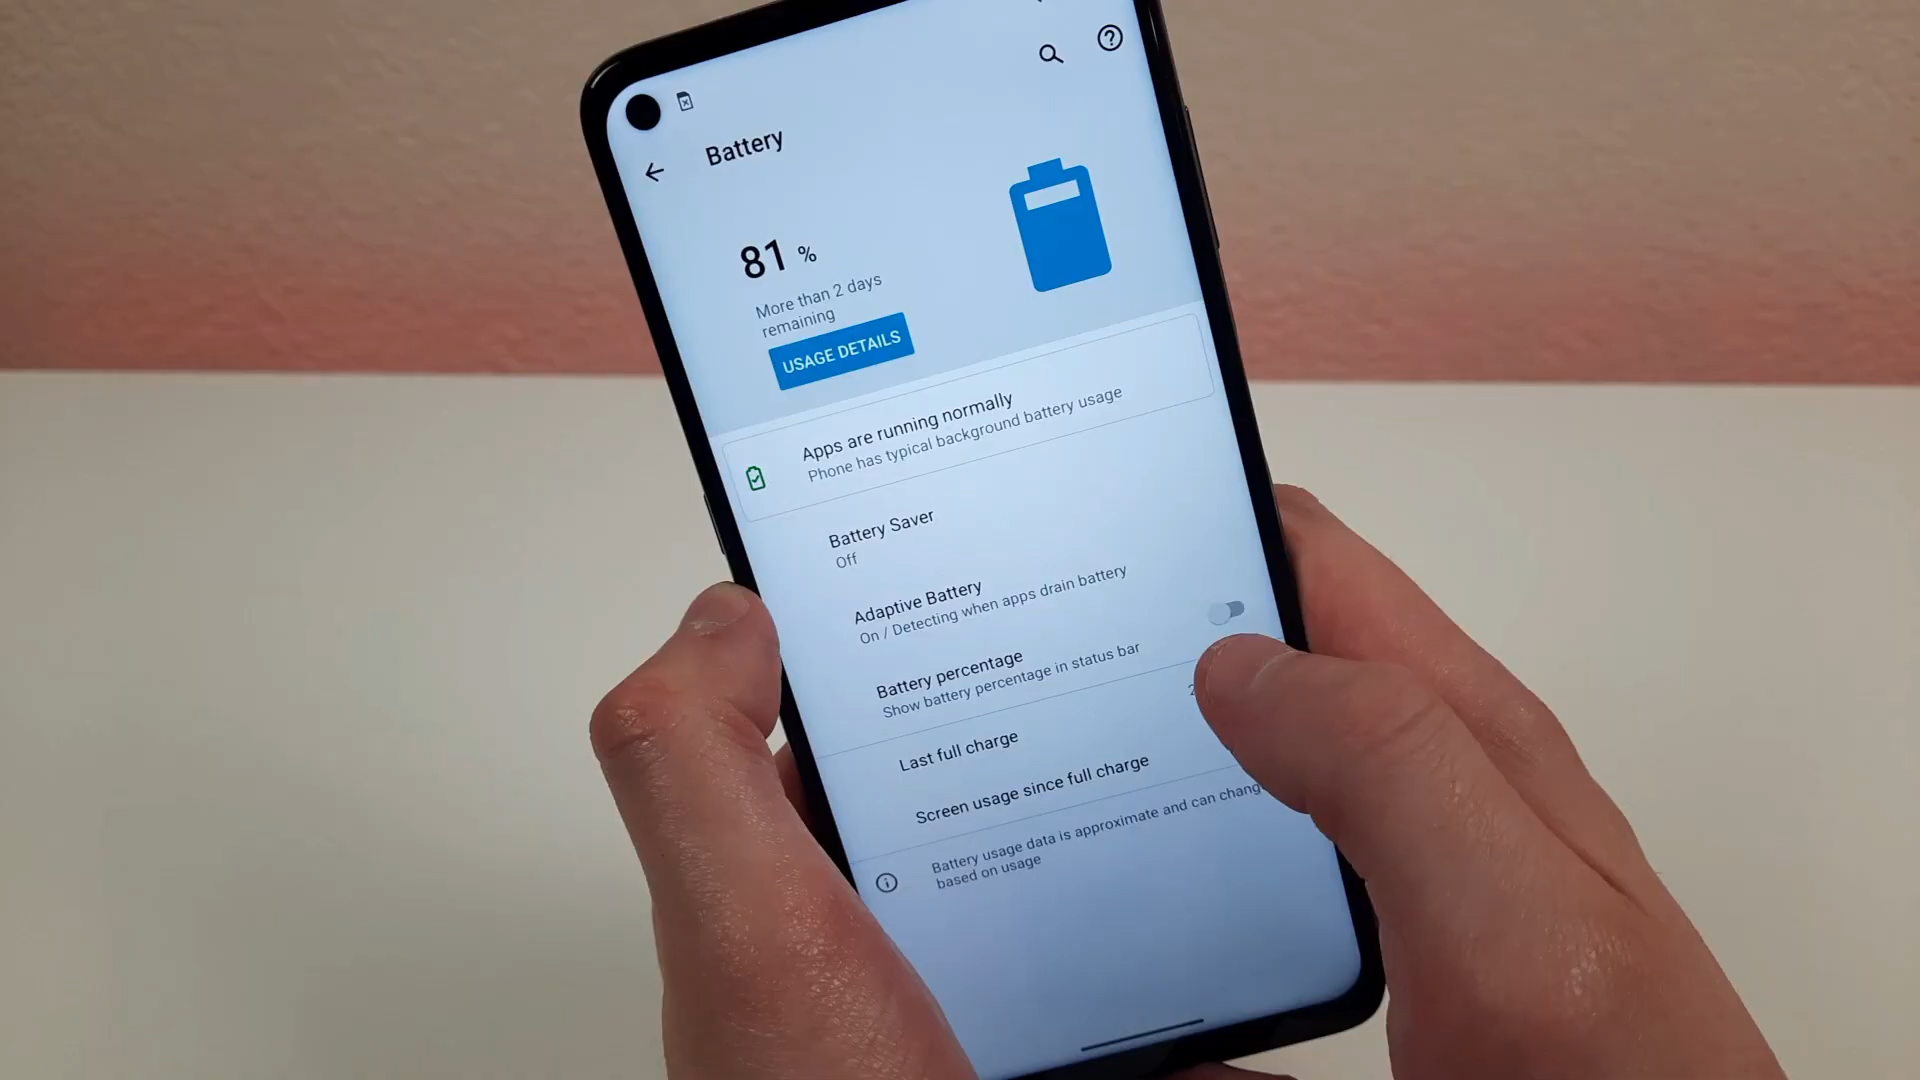 Battery
81 %
More than 2 days
remaining
USAGE DETAILS
Apps are running normally
Phone has typical background battery usage
Battery Saver
Off
Adaptive Battery
On / Detecting when apps drain battery
Battery percentage
Show battery percentage in status bar
Last full charge
Screen usage since full charge
Battery usage data is approximate and can change
based on usage